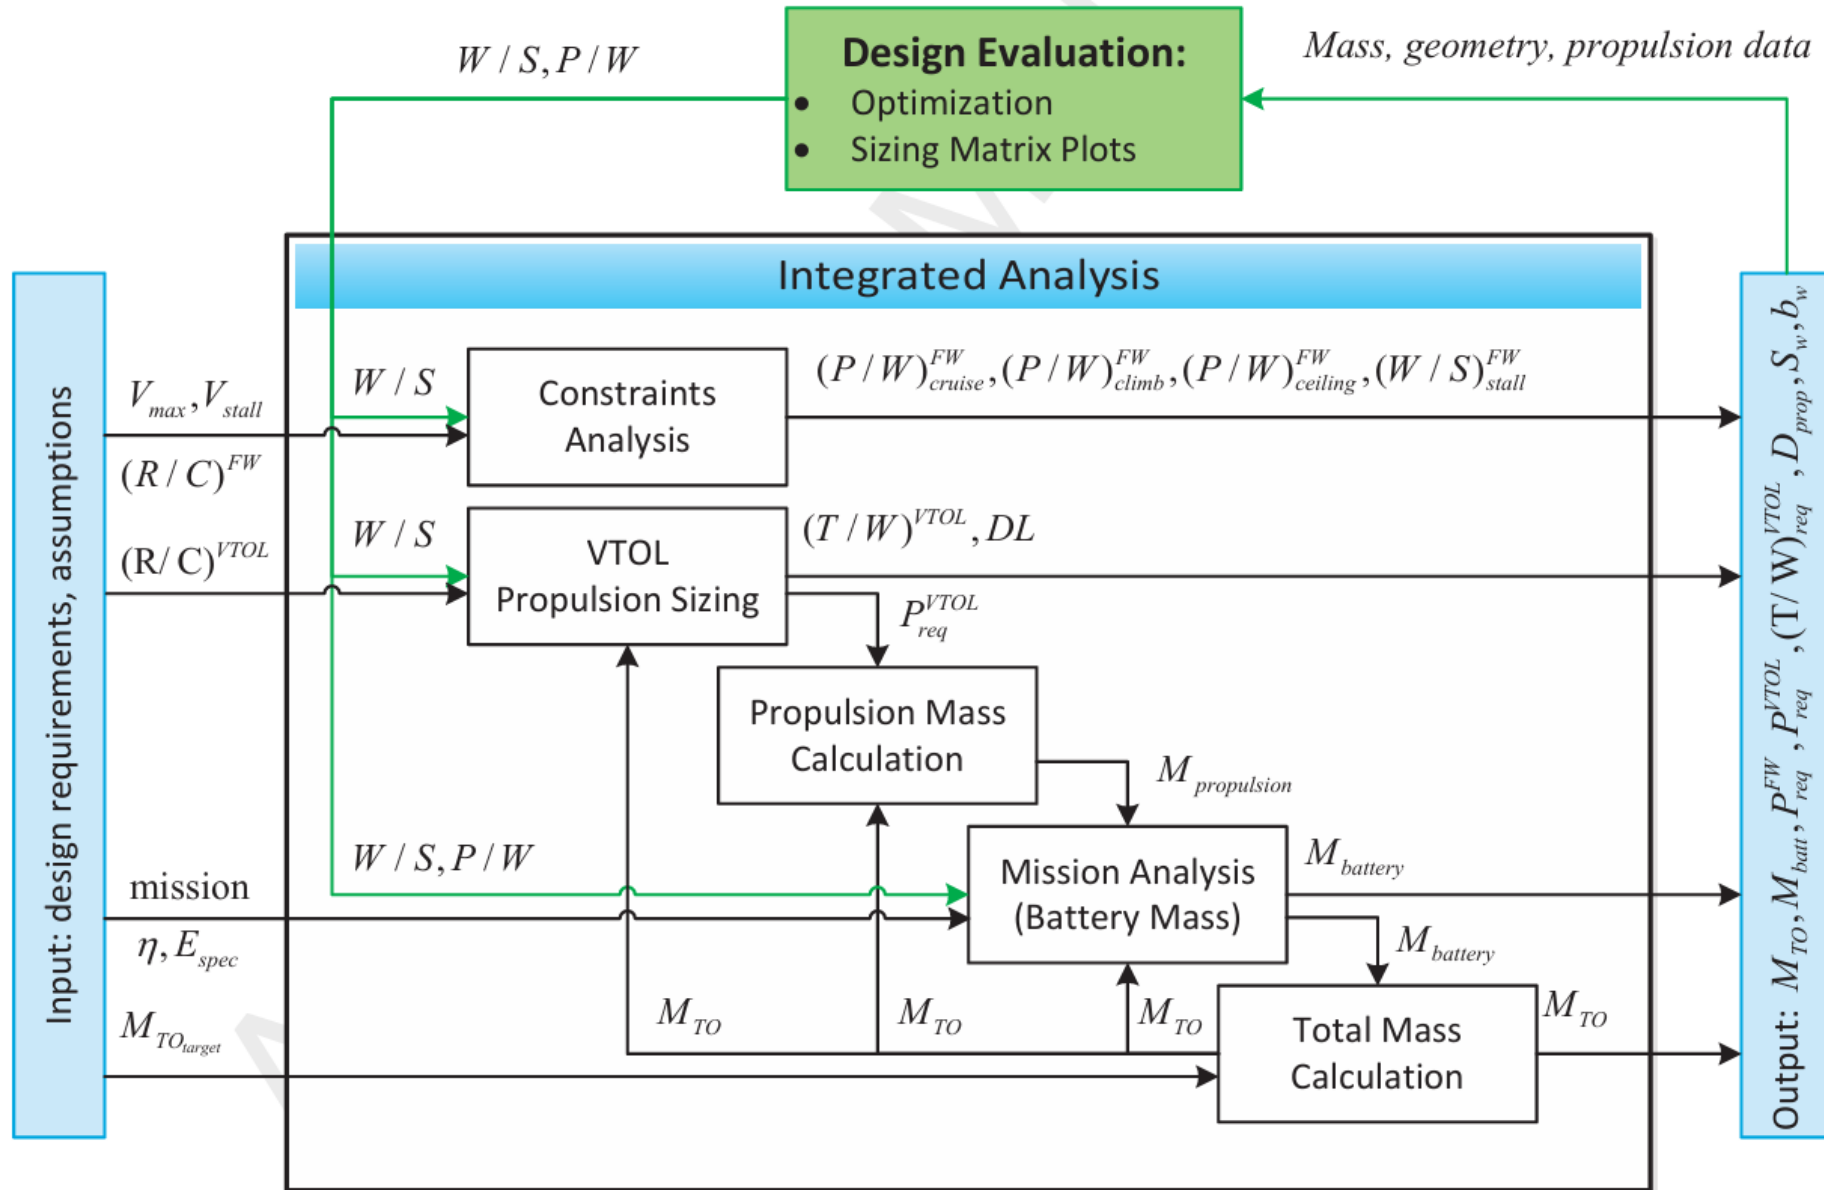 W / S, P / W
Design Evaluation:
• Optimization
• Sizing Matrix Plots
Mass, geometry, propulsion data
Integrated Analysis
Input: design requirements, assumptions
V_max, V_stall
(R / C)^FW
(R/ C)^VTOL
mission
η, E_spec
M_TO_target
W / S
Constraints
Analysis
(P / W)^FW_cruise, (P / W)^FW_climb, (P / W)^FW_ceiling, (W / S)^FW_stall
W / S
VTOL
Propulsion Sizing
(T / W)^VTOL, DL
P^VTOL_req
Propulsion Mass
Calculation
M_propulsion
W / S, P / W
Mission Analysis
(Battery Mass)
M_battery
M_battery
M_TO
M_TO
M_TO
Total Mass
Calculation
M_TO
Output: M_TO, M_batt, P^FW_req, P^VTOL_req, (T/ W)^VTOL_req, D_prop, S_w, b_w